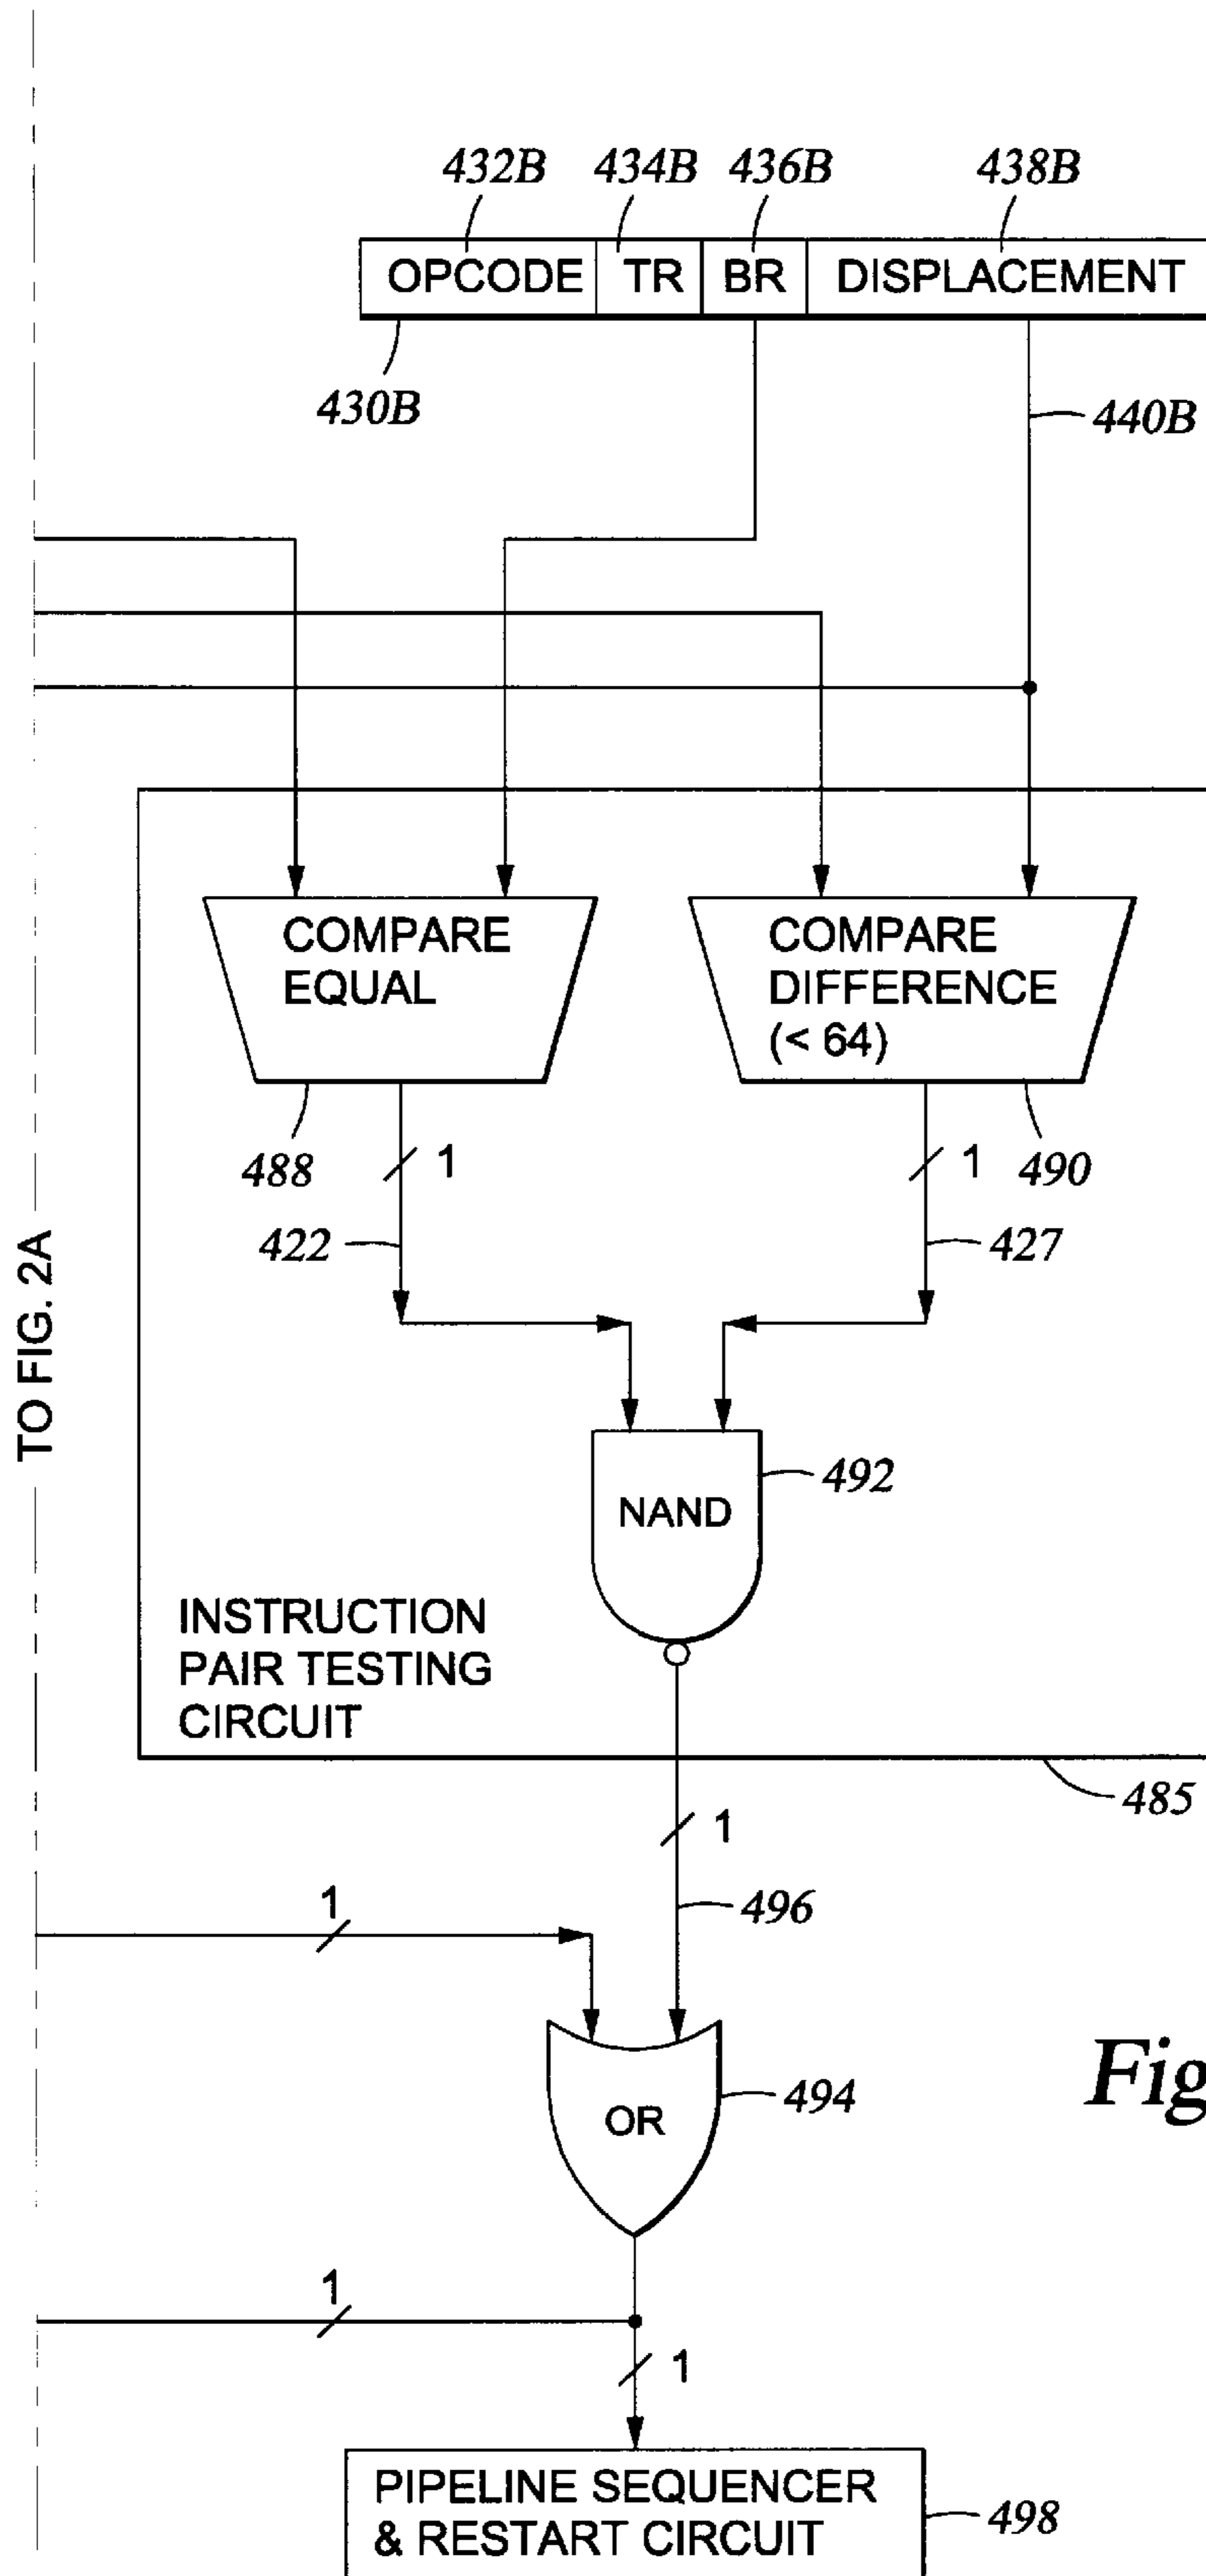 432B 434B 436B 438B
OPCODE TR BR DISPLACEMENT
430B
440B
COMPARE
EQUAL
COMPARE
DIFFERENCE
(< 64)
488
1
1
490
422
427
TO FIG. 2A
NAND
492
INSTRUCTION
PAIR TESTING
CIRCUIT
485
1
1
496
OR
494
Fig
1
1
PIPELINE SEQUENCER
& RESTART CIRCUIT
498